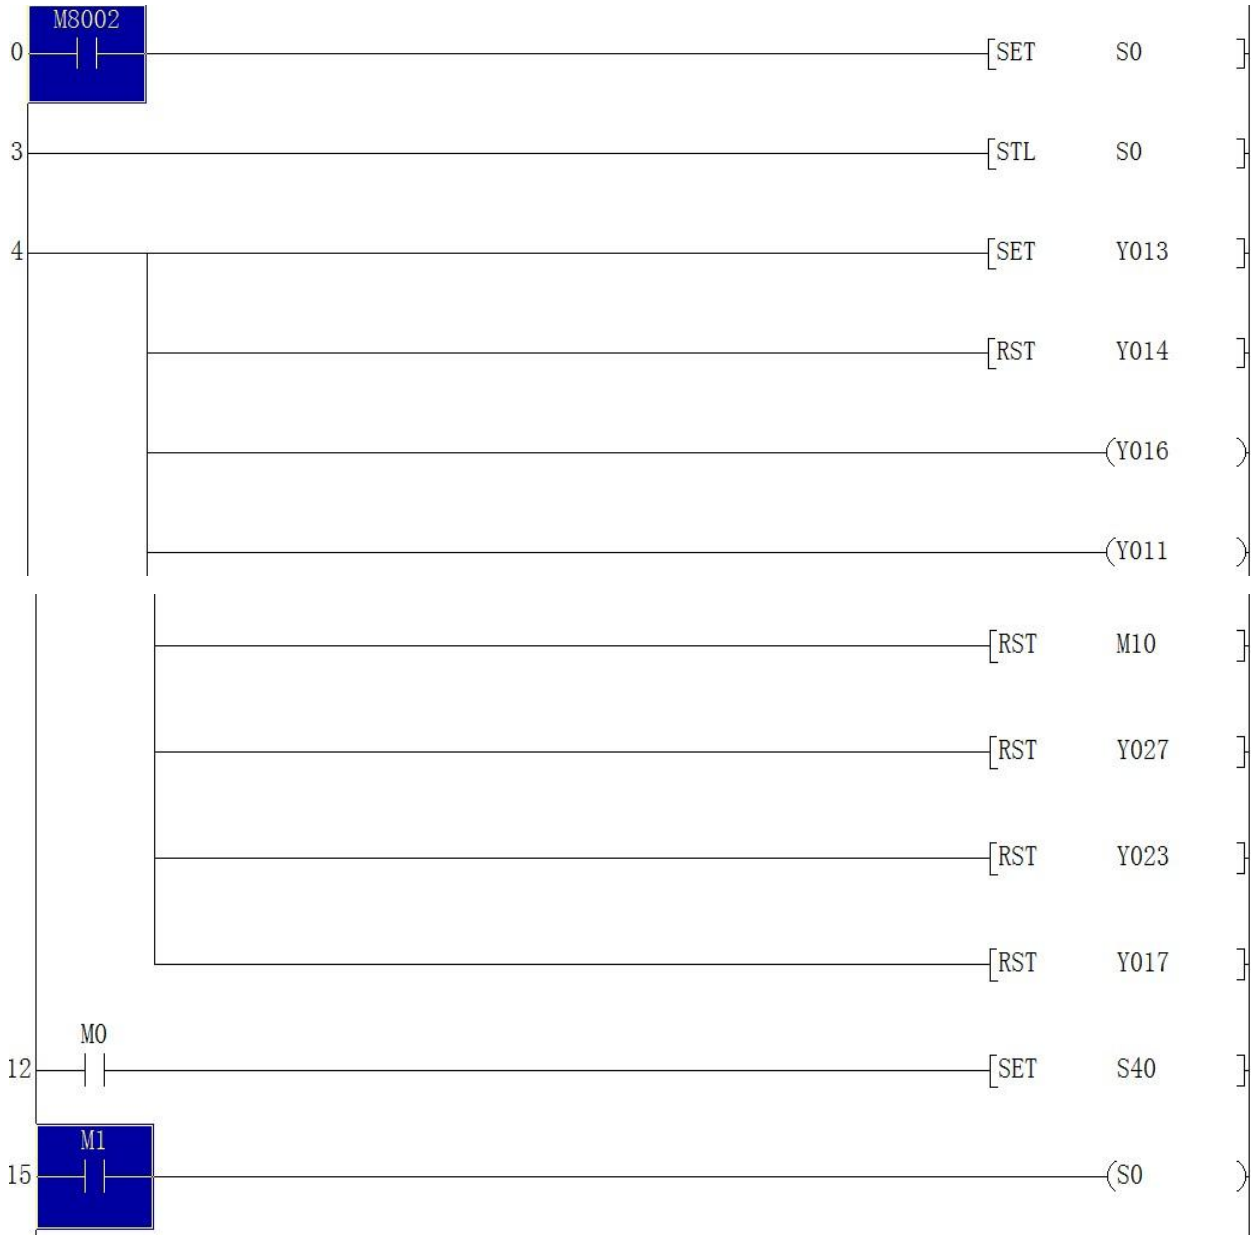 M8002
0 [SET S0 ]
3 [STL S0 ]
4 [SET Y013 ]
[RST Y014 ]
(Y016 )
(Y011 )
[RST M10 ]
[RST Y027 ]
[RST Y023 ]
[RST Y017 ]
M0
12 [SET S40 ]
M1
15 (S0 )